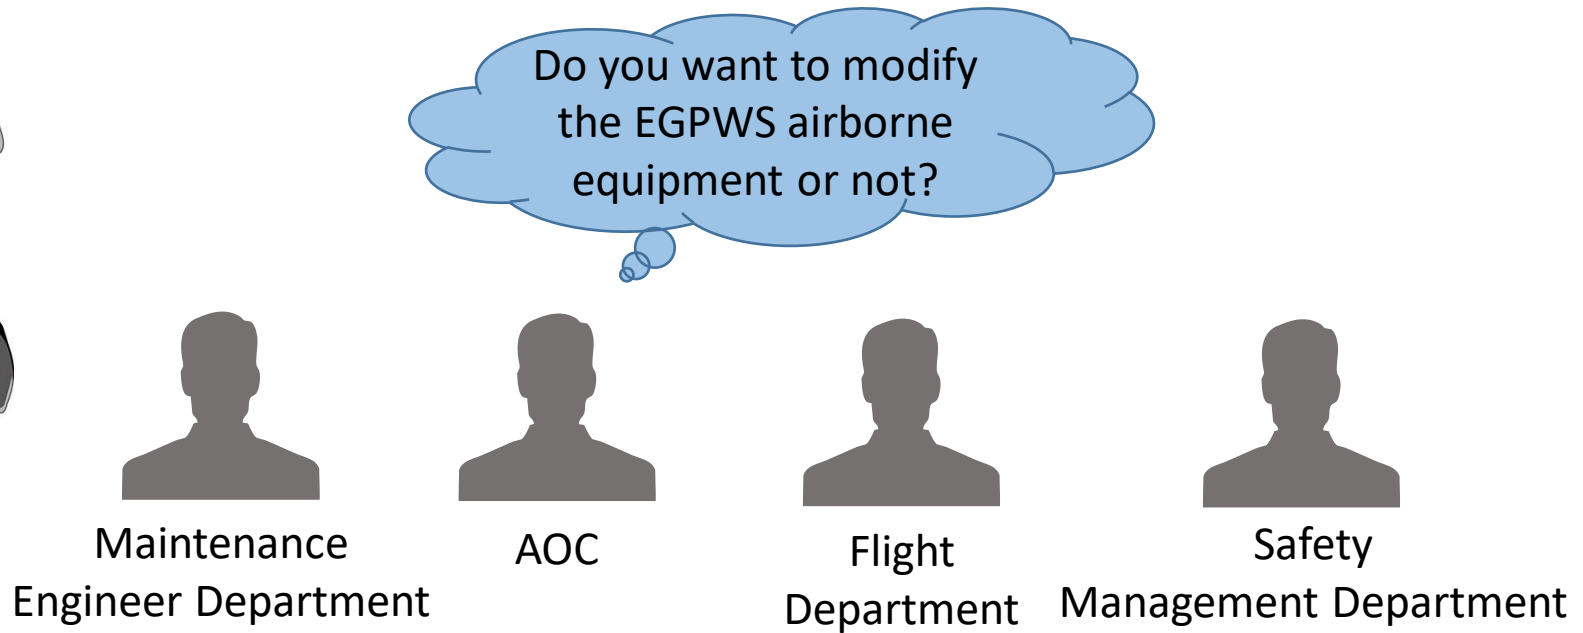 Do you want to modify
the EGPWS airborne
equipment or not?
Maintenance
Engineer Department
AOC
Flight
Department
Safety
Management Department